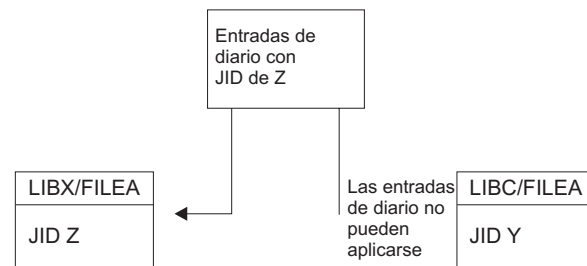 Entradas de
diario con
JID de Z
LIBX/FILEA
JID Z
Las entradas
de diario no
pueden
aplicarse
LIBC/FILEA
JID Y